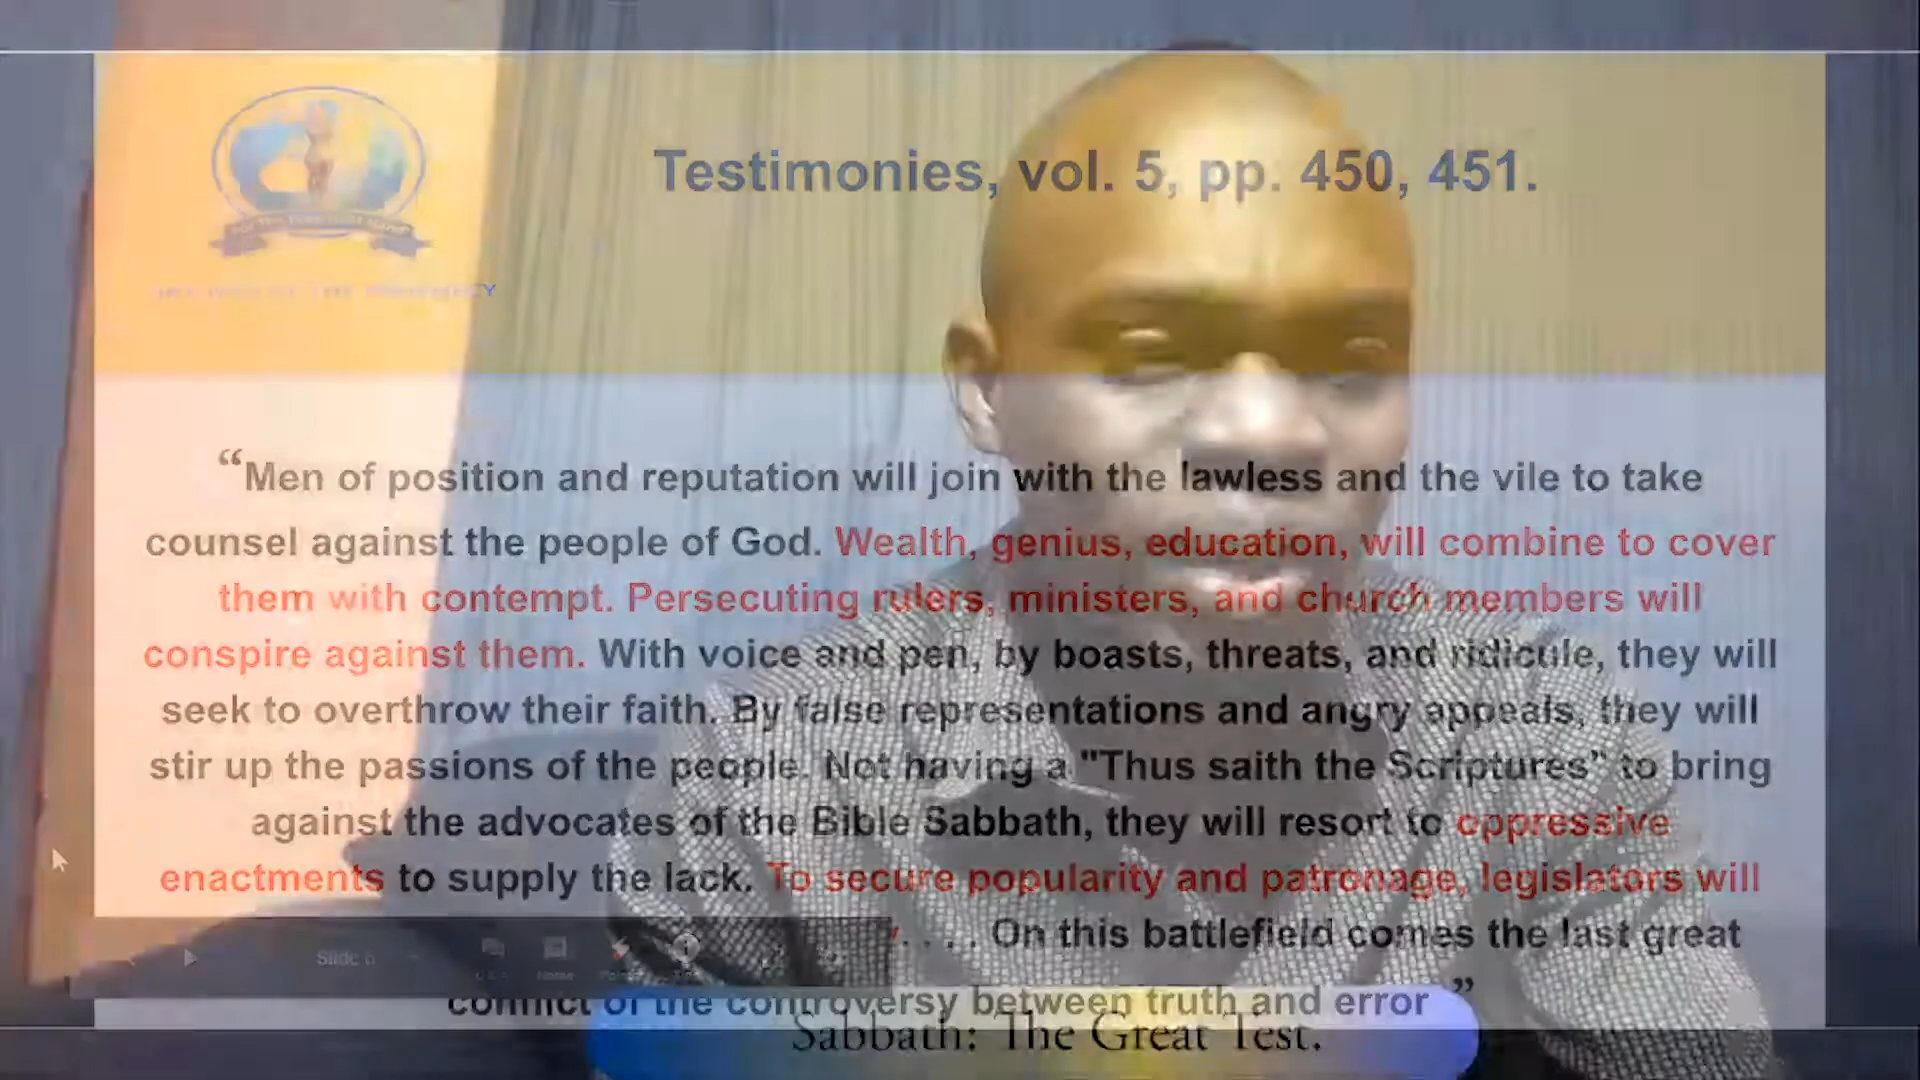 Testimonies, vol. 5, pp. 450, 451.
“Men of position and reputation will join with the lawless and the vile to take
counsel against the people of God. Wealth, genius, education, will combine to cover
them with contempt. Persecuting rulers, ministers, and church members will
conspire against them. With voice and pen, by boasts, threats, and ridicule, they will
seek to overthrow their faith. By false representations and angry appeals, they will
stir up the passions of the people. Not having a "Thus saith the Scriptures” to bring
against the advocates of the Bible Sabbath, they will resort to oppressive
enactments to supply the lack. To secure popularity and patronage, legislators will
. . . . On this battlefield comes the last great
conflict of the controversy between truth and error”
Slide 6
Sabbath: The Great Test.